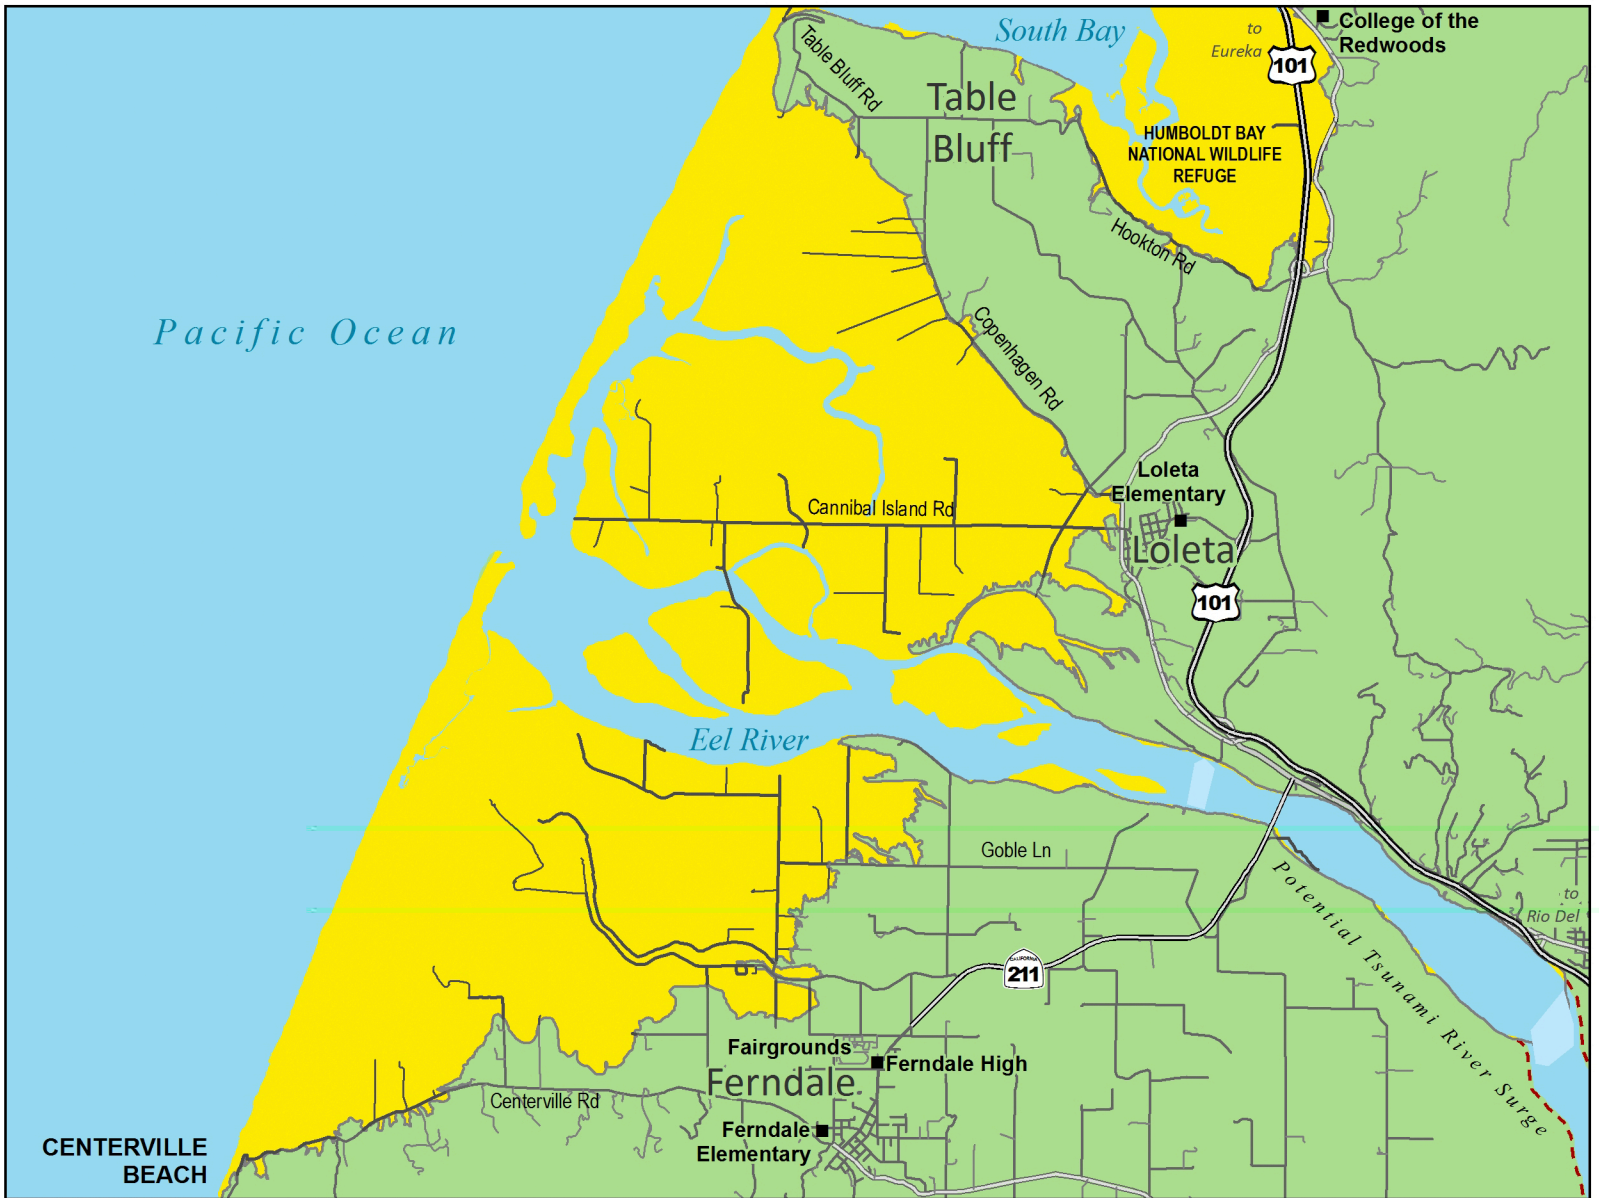 South Bay
to
Eureka
101
College of the
Redwoods
Table Bluff Rd
Table
Bluff
HUMBOLDT BAY
NATIONAL WILDLIFE
REFUGE
Hookton Rd
Pacific Ocean
Copenhagen Rd
Loleta
Elementary
Cannibal Island Rd
Loleta
101
Eel River
Goble Ln
Potential Tsunami River Surge
to
Rio Del
CALIFORNIA
211
Fairgrounds
Ferndale High
Ferndale
Centerville Rd
Ferndale
Elementary
CENTERVILLE
BEACH